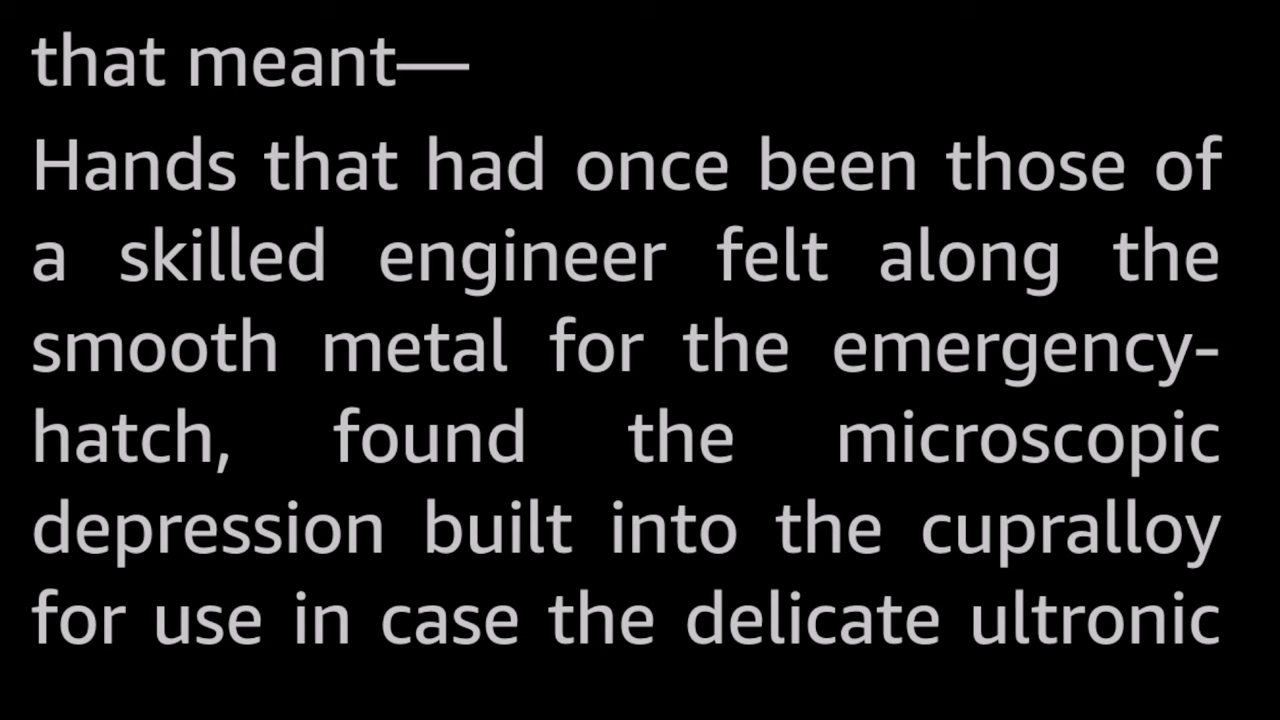 that meant—
Hands that had once been those of
a skilled engineer felt along the
smooth metal for the emergency-
hatch, found the microscopic
depression built into the cupralloy
for use in case the delicate ultronic